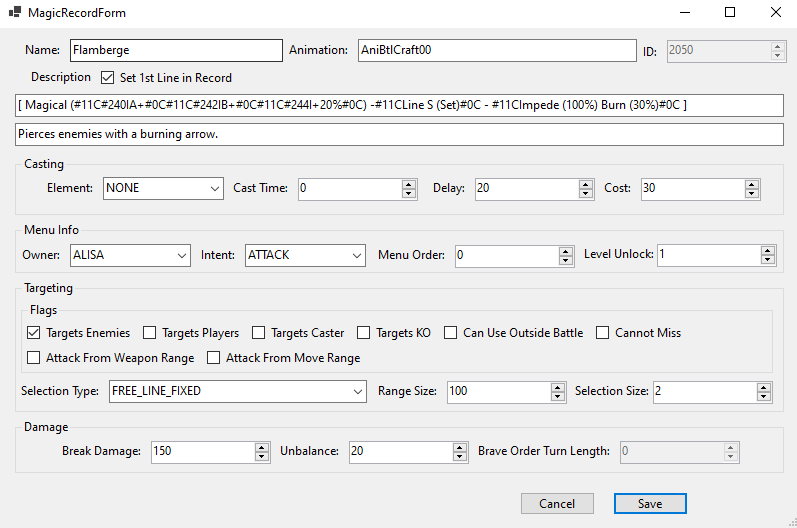 MagicRecordForm
Name: Flamberge Animation: AniBtlCraft00 ID: 2050
Description Set 1st Line in Record
[ Magical (#11C#240IA+#0C#11C#242IB+#0C#11C#244I+20%#0C) -#11CLine S (Set)#0C - #11CImpede (100%) Burn (30%)#0C ]
Pierces enemies with a burning arrow.
Casting
Element: NONE Cast Time: 0 Delay: 20 Cost: 30
Menu Info
Owner: ALISA Intent: ATTACK Menu Order: 0 Level Unlock: 1
Targeting
Flags
Targets Enemies Targets Players Targets Caster Targets KO Can Use Outside Battle Cannot Miss
Attack From Weapon Range Attack From Move Range
Selection Type: FREE_LINE_FIXED Range Size: 100 Selection Size: 2
Damage
Break Damage: 150 Unbalance: 20 Brave Order Turn Length: 0
Cancel Save